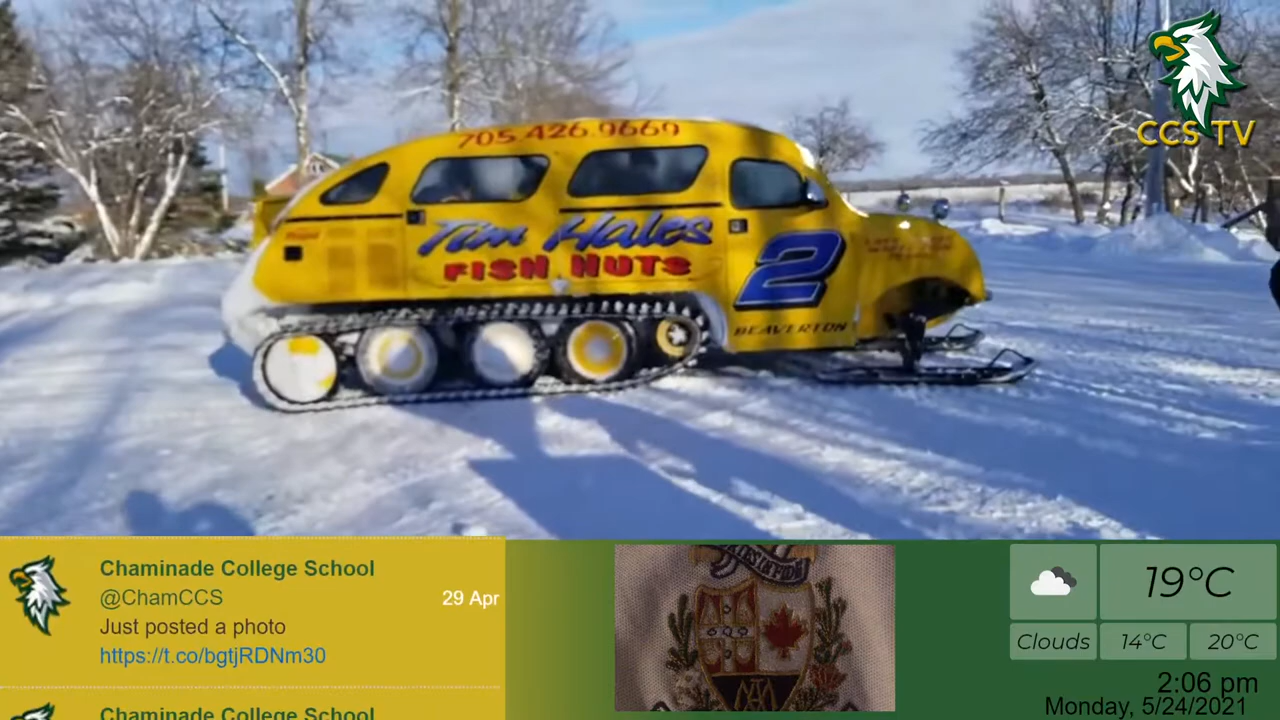 705.426.9669
Tim Hales
FISH HUTS
2
BEAVERTON
CCS TV
Chaminade College School
@ChamCCS
29 Apr
Just posted a photo
https://t.co/bgtjRDNm30
Chaminade College School
19°C
Clouds
14°C
20°C
2:06 pm
Monday, 5/24/2021